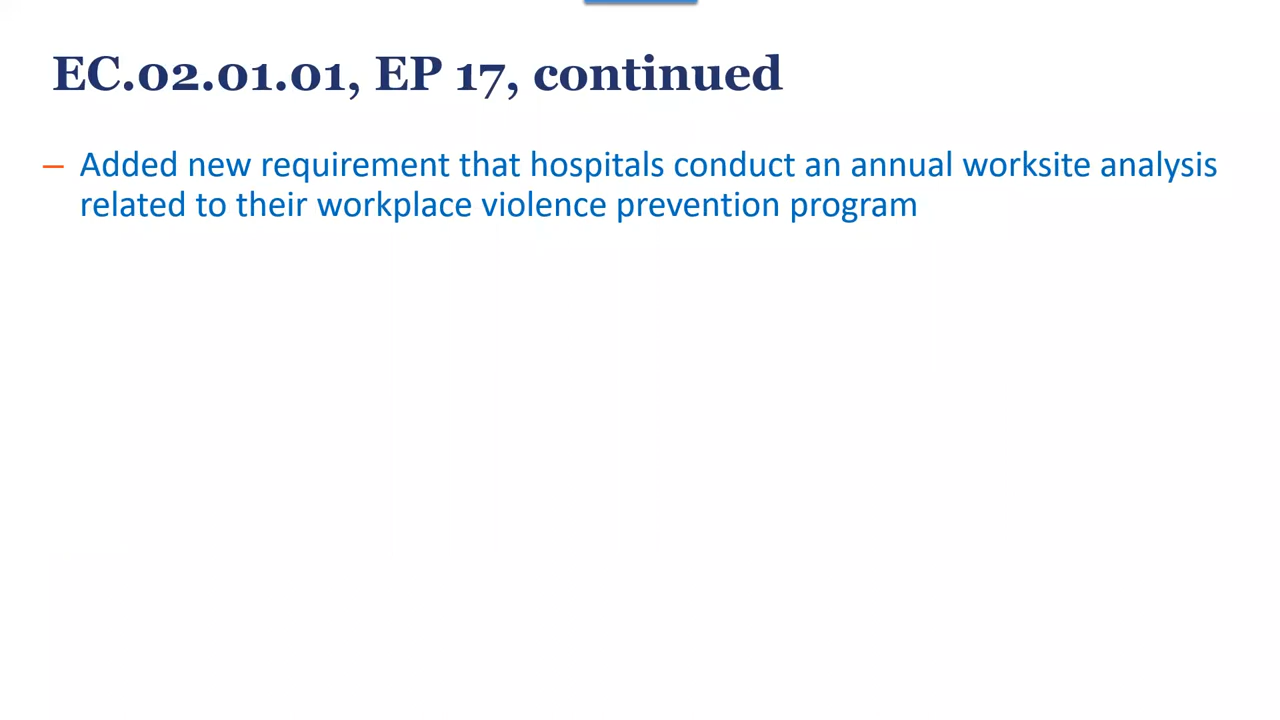 EC.02.01.01, EP 17, continued
– Added new requirement that hospitals conduct an annual worksite analysis
related to their workplace violence prevention program